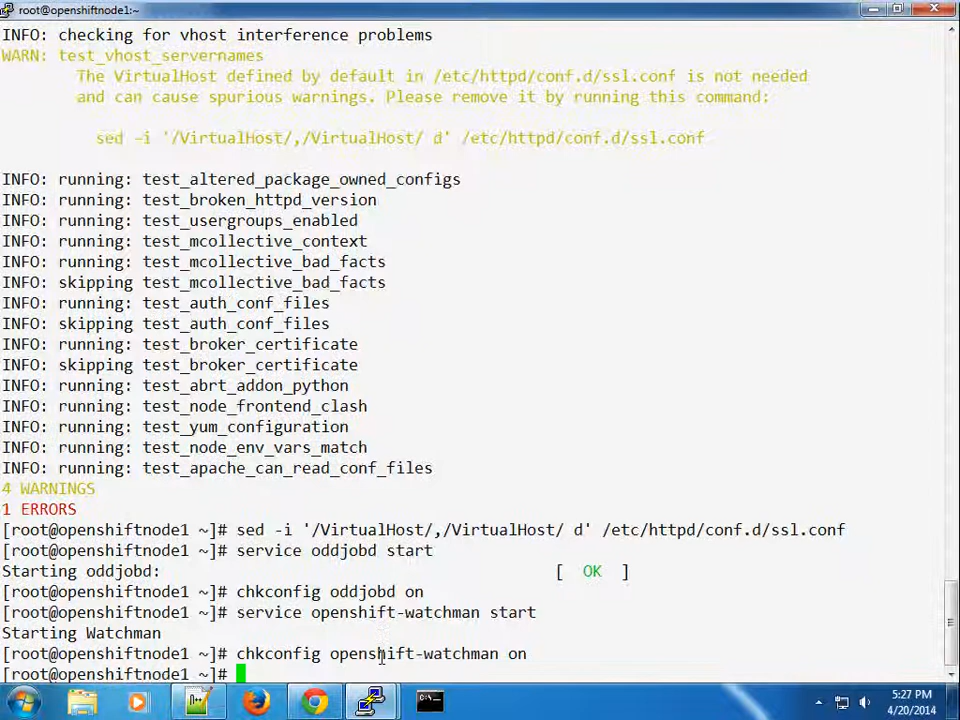 root@openshiftnode1:~
INFO: checking for vhost interference problems
WARN: test_vhost_servernames
The VirtualHost defined by default in /etc/httpd/conf.d/ssl.conf is not needed
and can cause spurious warnings. Please remove it by running this command:
sed -i '/VirtualHost/,/VirtualHost/ d' /etc/httpd/conf.d/ssl.conf
INFO: running: test_altered_package_owned_configs
INFO: running: test_broken_httpd_version
INFO: running: test_usergroups_enabled
INFO: running: test_mcollective_context
INFO: running: test_mcollective_bad_facts
INFO: skipping test_mcollective_bad_facts
INFO: running: test_auth_conf_files
INFO: skipping test_auth_conf_files
INFO: running: test_broker_certificate
INFO: skipping test_broker_certificate
INFO: running: test_abrt_addon_python
INFO: running: test_node_frontend_clash
INFO: running: test_yum_configuration
INFO: running: test_node_env_vars_match
INFO: running: test_apache_can_read_conf_files
4 WARNINGS
1 ERRORS
[root@openshiftnode1 ~]# sed -i '/VirtualHost/,/VirtualHost/ d' /etc/httpd/conf.d/ssl.conf
[root@openshiftnode1 ~]# service oddjobd start
Starting oddjobd: [ OK ]
[root@openshiftnode1 ~]# chkconfig oddjobd on
[root@openshiftnode1 ~]# service openshift-watchman start
Starting Watchman
[root@openshiftnode1 ~]# chkconfig openshift-watchman on
[root@openshiftnode1 ~]#
5:27 PM
4/20/2014